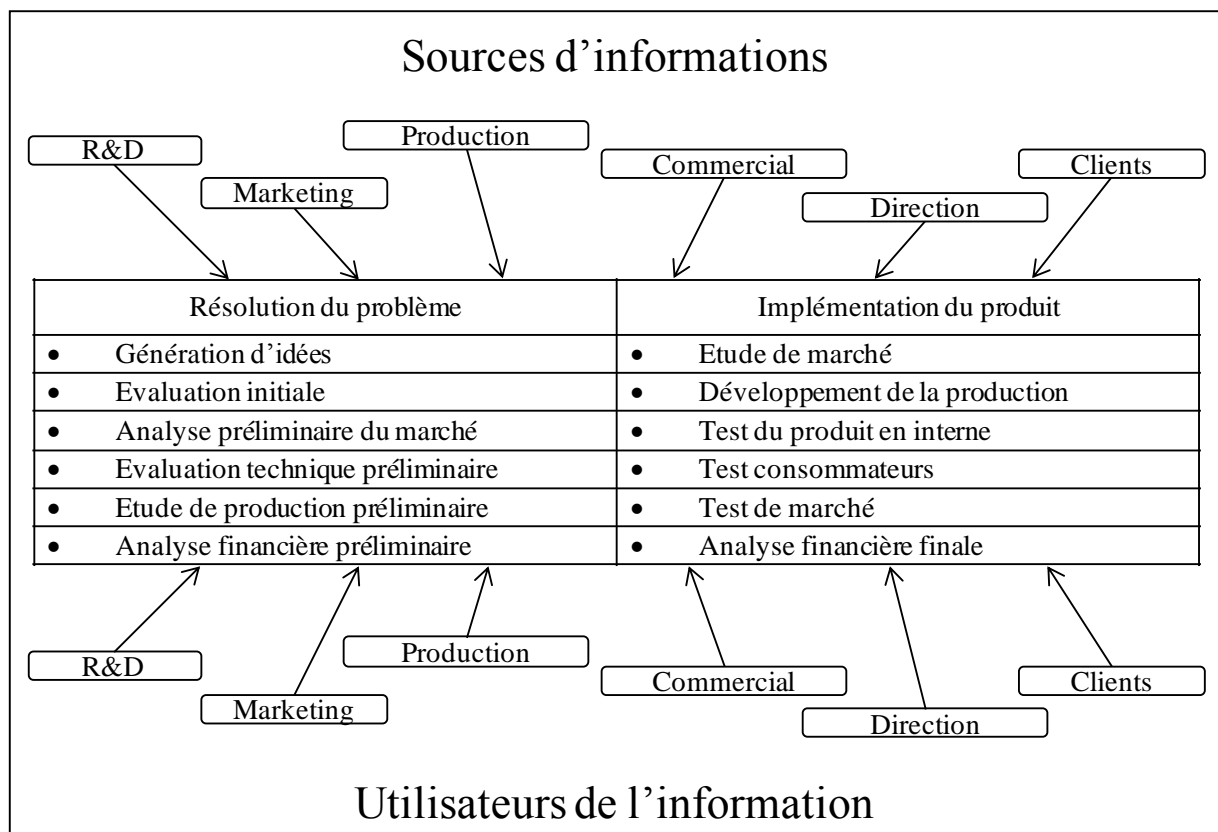 Sources d’informations
Production
R&D
Commercial
Clients
Marketing
Direction
Résolution du problème
Implémentation du produit
• Génération d’idées
• Etude de marché
• Evaluation initiale
• Développement de la production
• Analyse préliminaire du marché
• Test du produit en interne
• Evaluation technique préliminaire
• Test consommateurs
• Etude de production préliminaire
• Test de marché
• Analyse financière préliminaire
• Analyse financière finale
Production
R&D
Commercial
Clients
Marketing
Direction
Utilisateurs de l’information